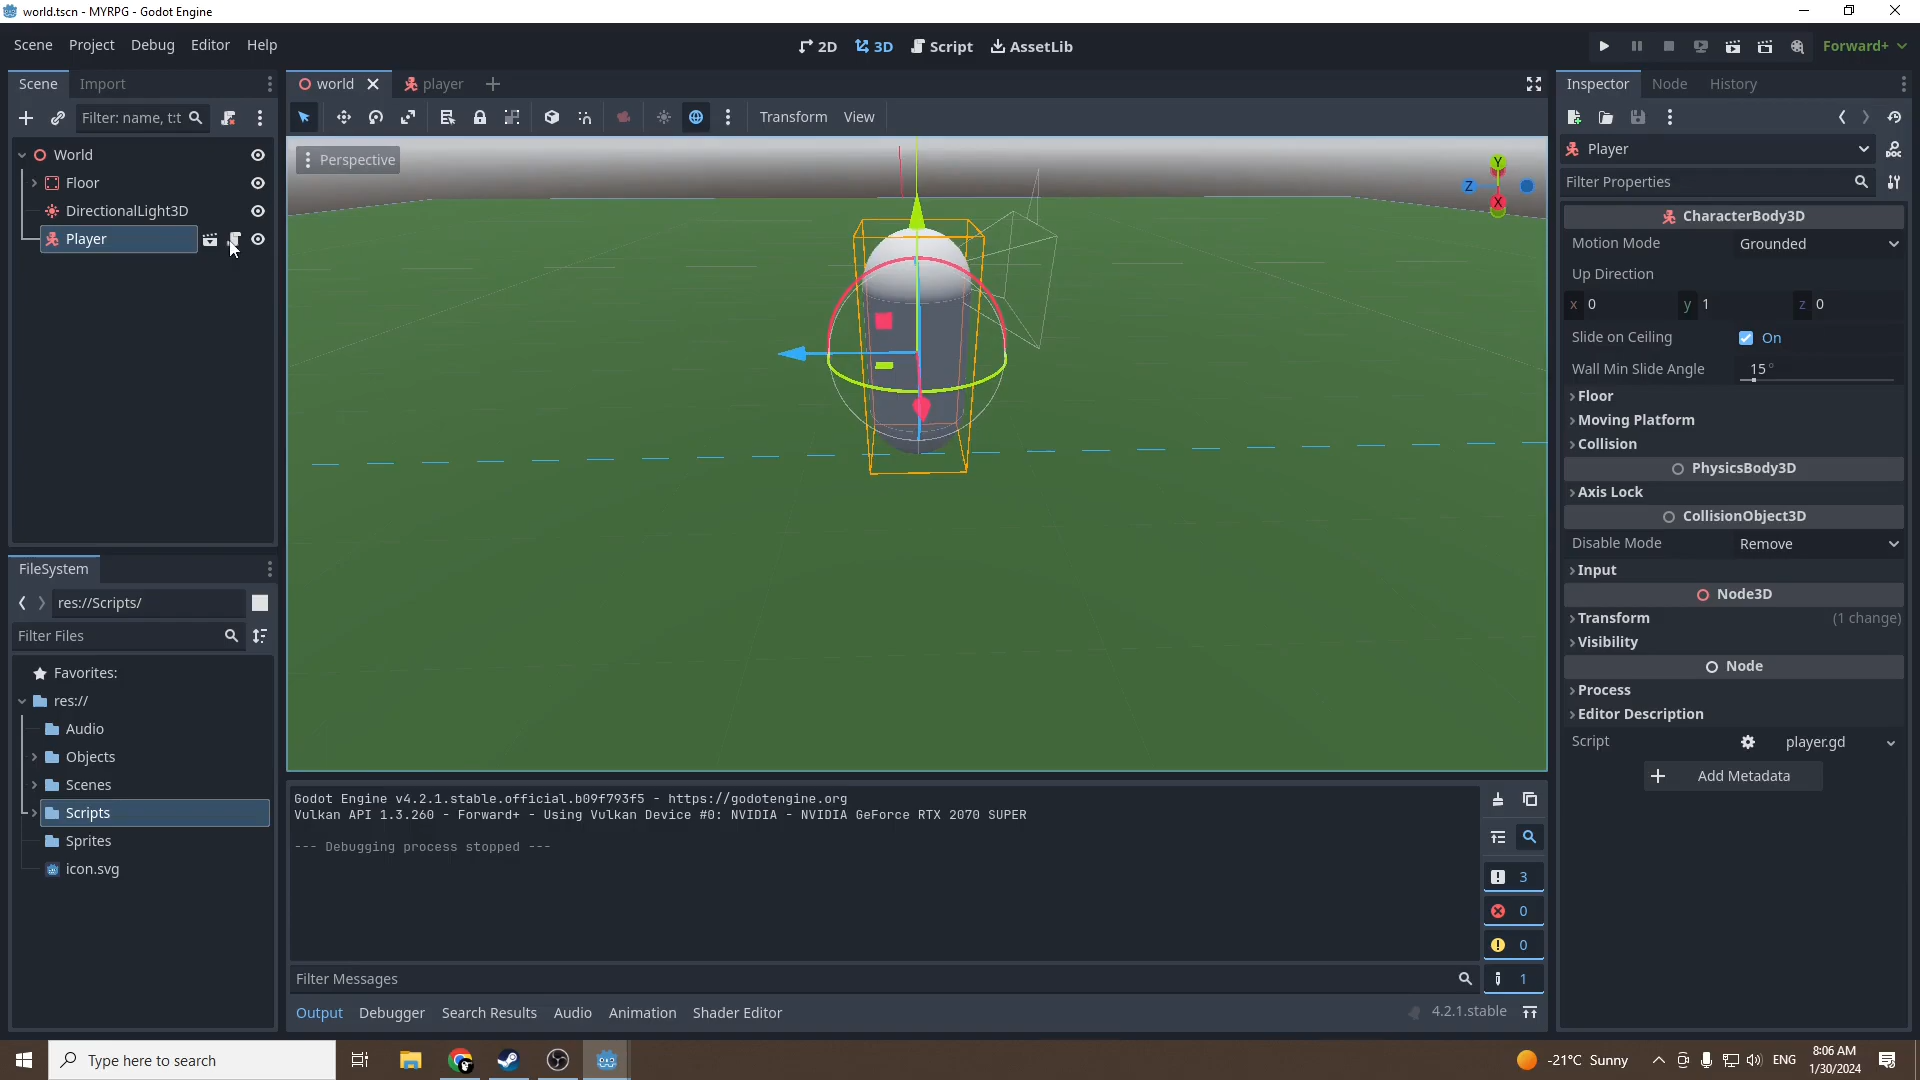 world.tscn - MYRPG - Godot Engine
Scene Project Debug Editor Help
2D 3D Script AssetLib
Forward+
Scene Import
world player
Inspector Node History
Filter: name, t:t
Transform View
World
Floor
DirectionalLight3D
Player
Perspective
Y
Z
X
Player
Filter Properties
CharacterBody3D
Motion Mode Grounded
Up Direction
x 0 y 1 z 0
Slide on Ceiling On
Wall Min Slide Angle 15 °
Floor
Moving Platform
Collision
PhysicsBody3D
Axis Lock
CollisionObject3D
Disable Mode Remove
Input
Node3D
Transform (1 change)
Visibility
Node
Process
Editor Description
Script player.gd
Add Metadata
FileSystem
res://Scripts/
Filter Files
Favorites:
res://
Audio
Objects
Scenes
Scripts
Sprites
icon.svg
Godot Engine v4.2.1.stable.official.b09f793f5 - https://godotengine.org
Vulkan API 1.3.260 - Forward+ - Using Vulkan Device #0: NVIDIA - NVIDIA GeForce RTX 2070 SUPER
--- Debugging process stopped ---
3
0
0
1
Filter Messages
Output Debugger Search Results Audio Animation Shader Editor
4.2.1.stable
Type here to search
-21°C Sunny
ENG
8:06 AM
1/30/2024